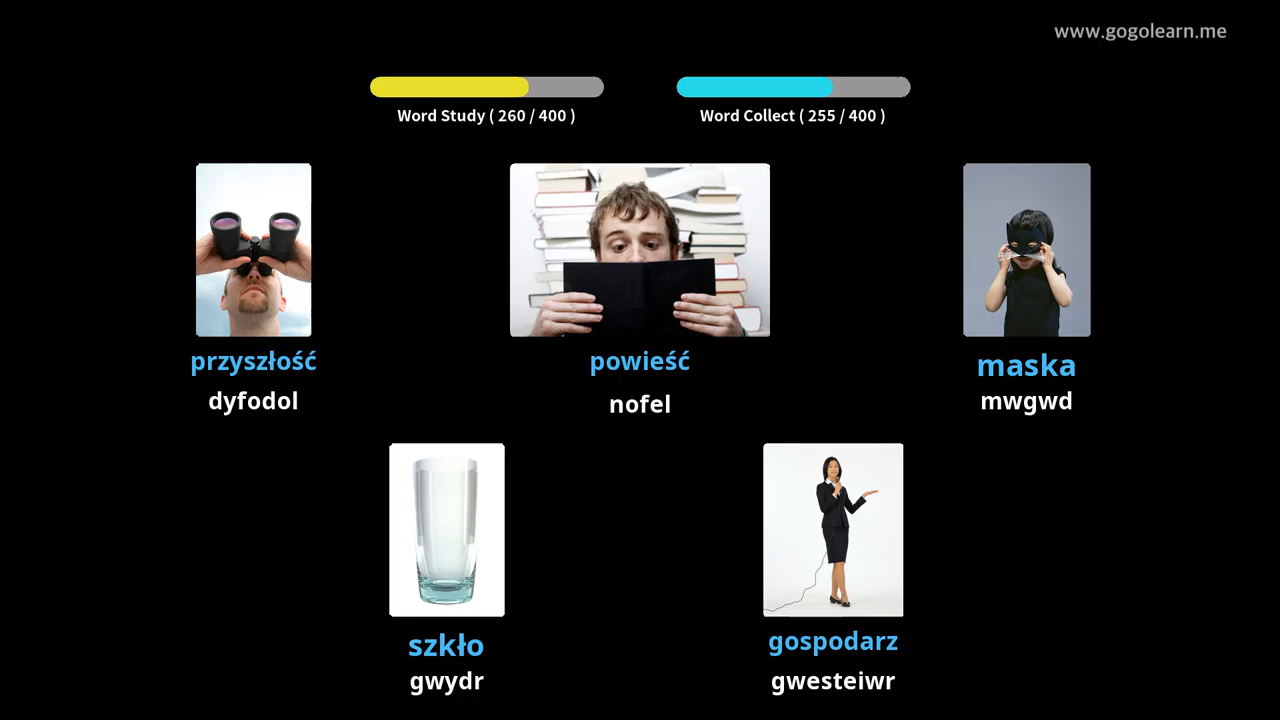 www.gogolearn.me
Word Study ( 260 / 400 )
Word Collect ( 255 / 400 )
przyszłość
powieść
maska
dyfodol
nofel
mwgwd
szkło
gospodarz
gwydr
gwesteiwr